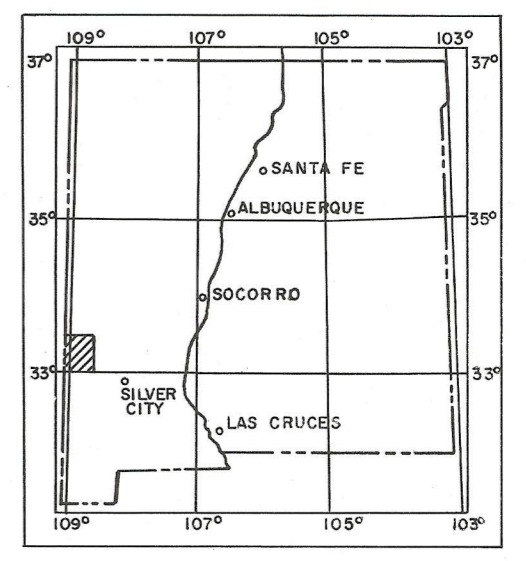 109° 107° 105° 103°
37° 37°
SANTA FE
ALBUQUERQUE
35° 35°
SOCORRO
33° 33°
SILVER
CITY
LAS CRUCES
109° 107° 105° 103°